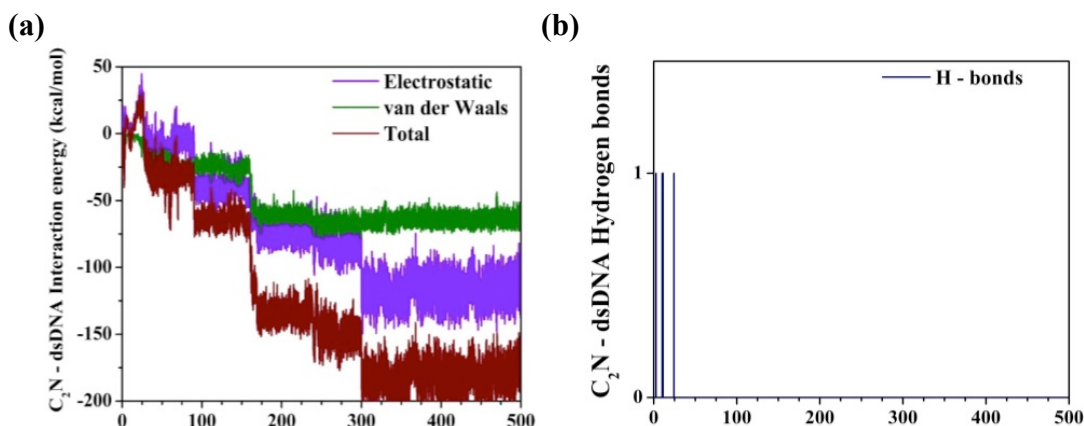 (a)
(b)
C₂N - dsDNA Interaction energy (kcal/mol)
50
0
-50
-100
-150
-200
Electrostatic
van der Waals
Total
0 100 200 300 400 500
C₂N - dsDNA Hydrogen bonds
1
0
H - bonds
0 100 200 300 400 500